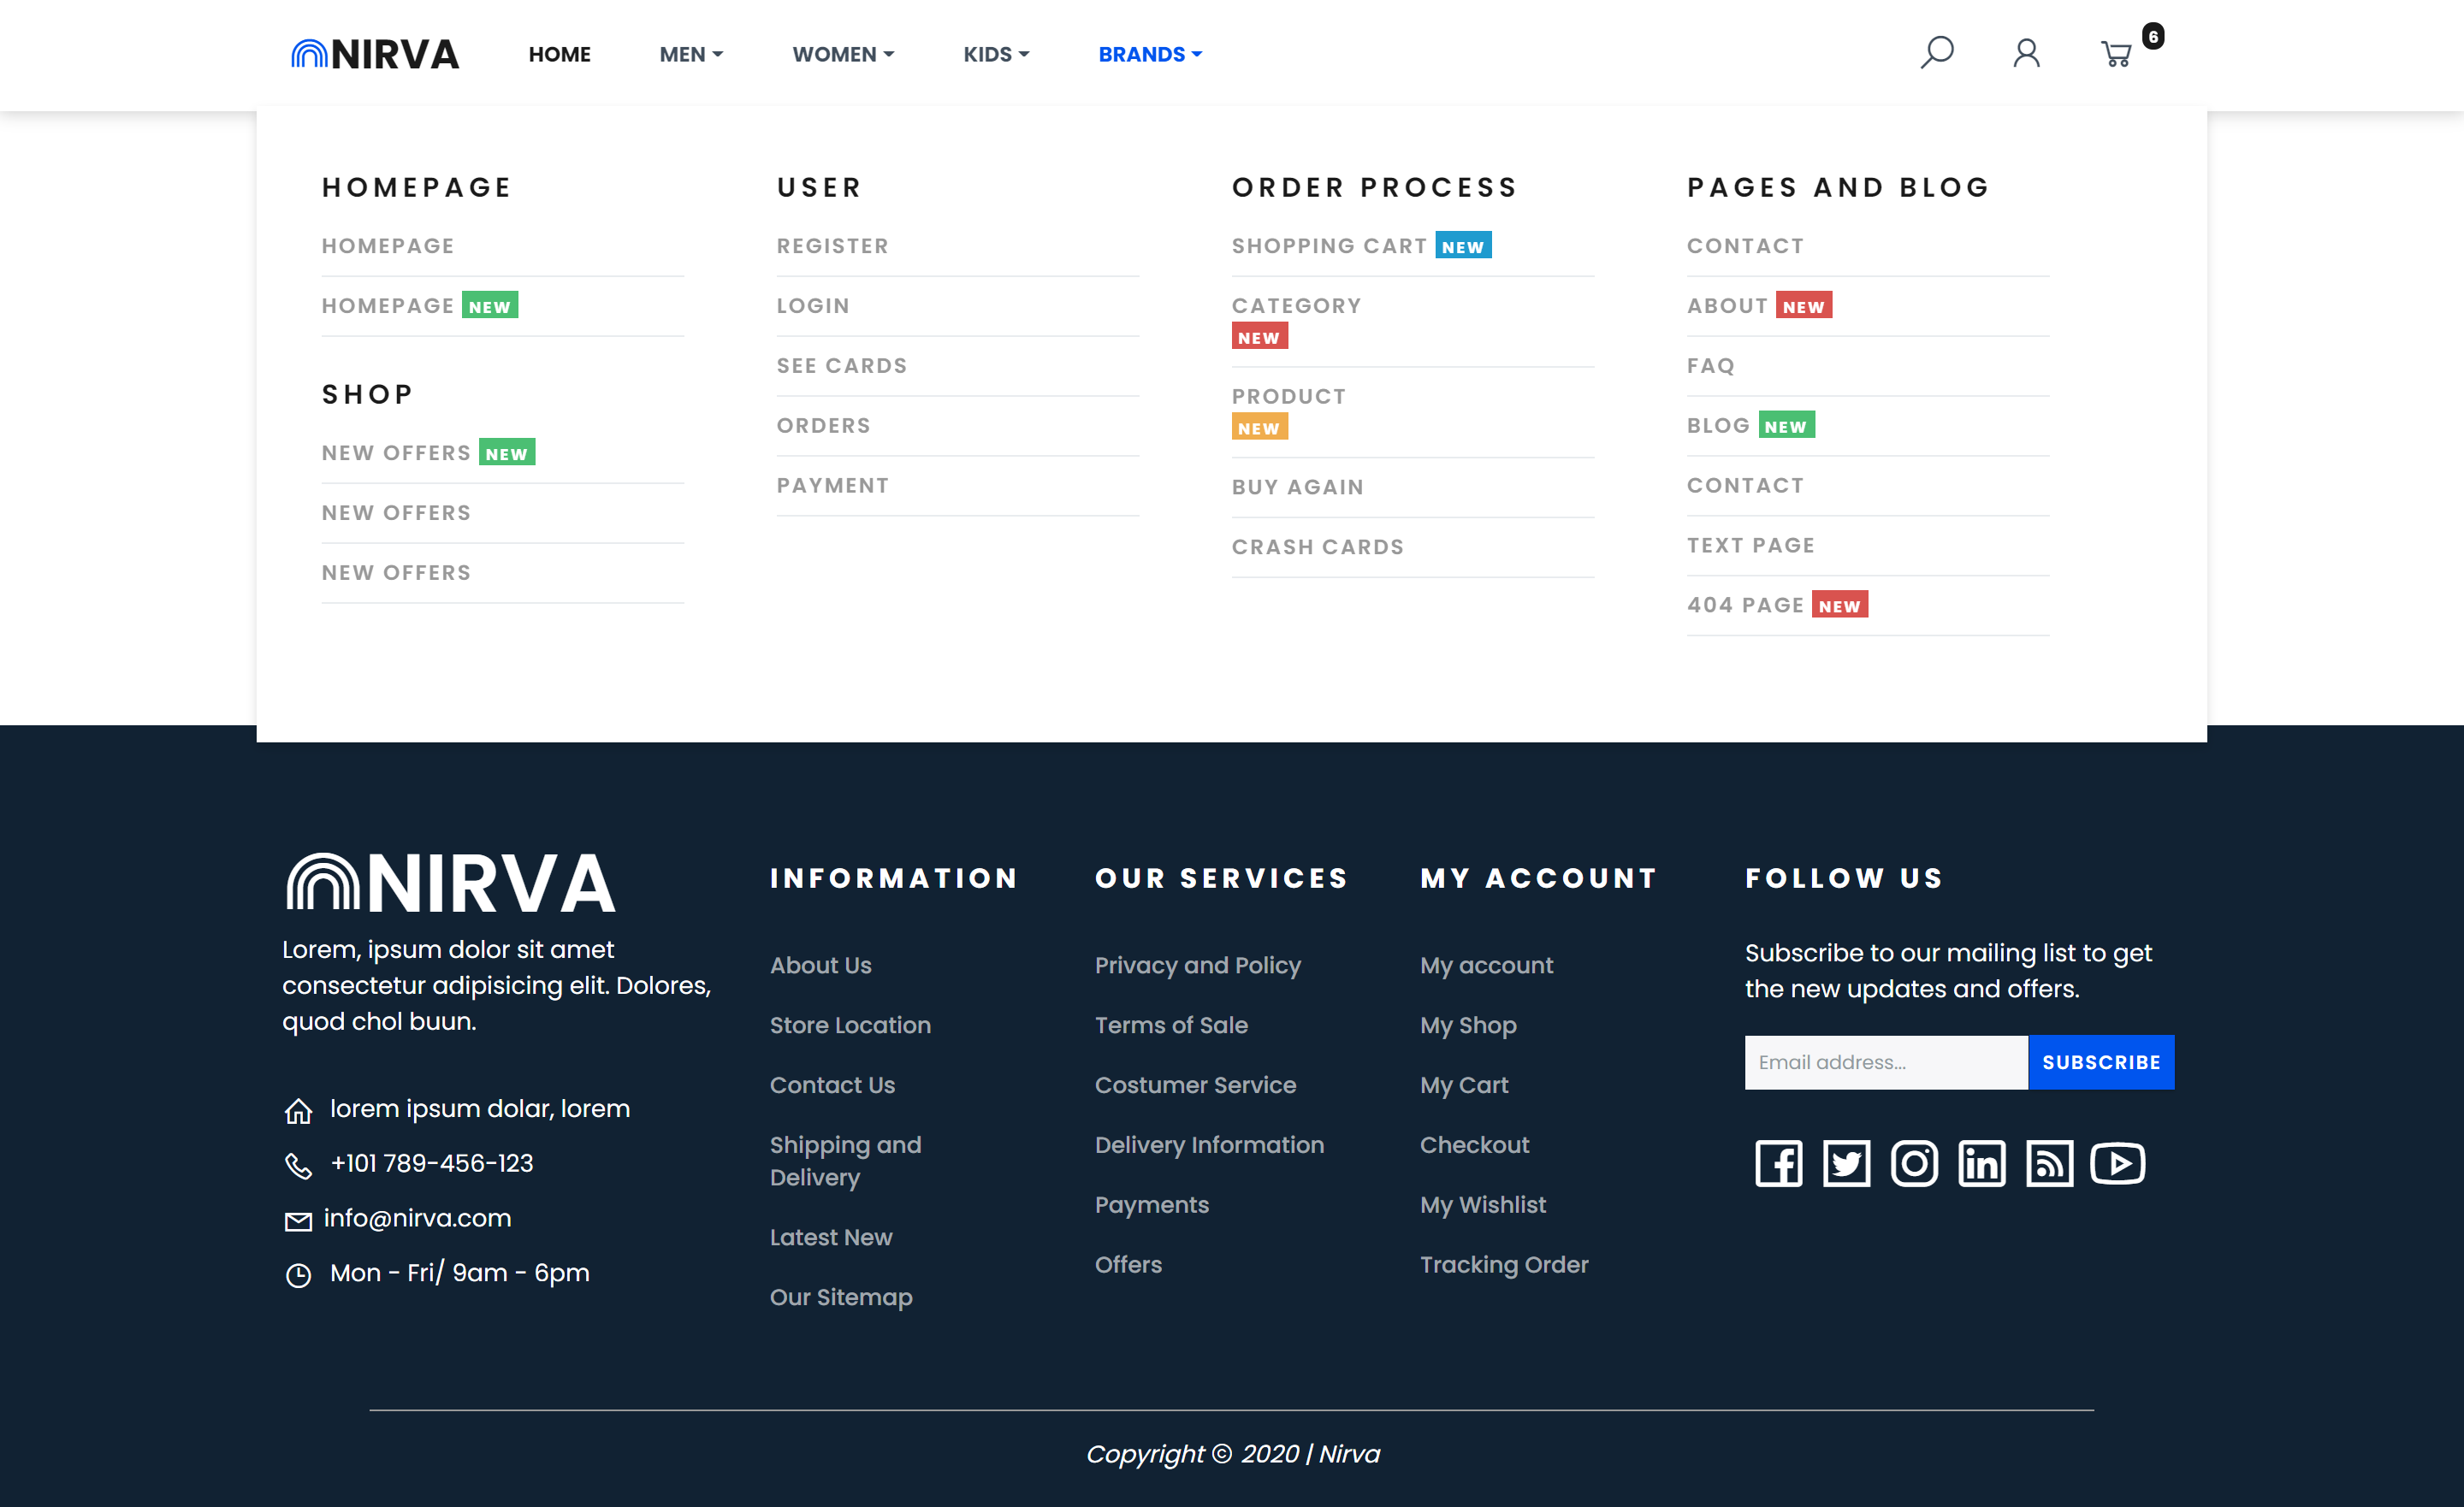 NIRVA
HOME
MEN
WOMEN
KIDS
BRANDS
6
HOMEPAGE
HOMEPAGE
HOMEPAGE NEW
SHOP
NEW OFFERS NEW
NEW OFFERS
NEW OFFERS
USER
REGISTER
LOGIN
SEE CARDS
ORDERS
PAYMENT
ORDER PROCESS
SHOPPING CART NEW
CATEGORY
NEW
PRODUCT
NEW
BUY AGAIN
CRASH CARDS
PAGES AND BLOG
CONTACT
ABOUT NEW
FAQ
BLOG NEW
CONTACT
TEXT PAGE
404 PAGE NEW
NIRVA
Lorem, ipsum dolor sit amet
consectetur adipisicing elit. Dolores,
quod chol buun.
lorem ipsum dolar, lorem
+101 789-456-123
info@nirva.com
Mon - Fri/ 9am - 6pm
INFORMATION
About Us
Store Location
Contact Us
Shipping and
Delivery
Latest New
Our Sitemap
OUR SERVICES
Privacy and Policy
Terms of Sale
Costumer Service
Delivery Information
Payments
Offers
MY ACCOUNT
My account
My Shop
My Cart
Checkout
My Wishlist
Tracking Order
FOLLOW US
Subscribe to our mailing list to get
the new updates and offers.
Email address...
SUBSCRIBE
Copyright © 2020 | Nirva